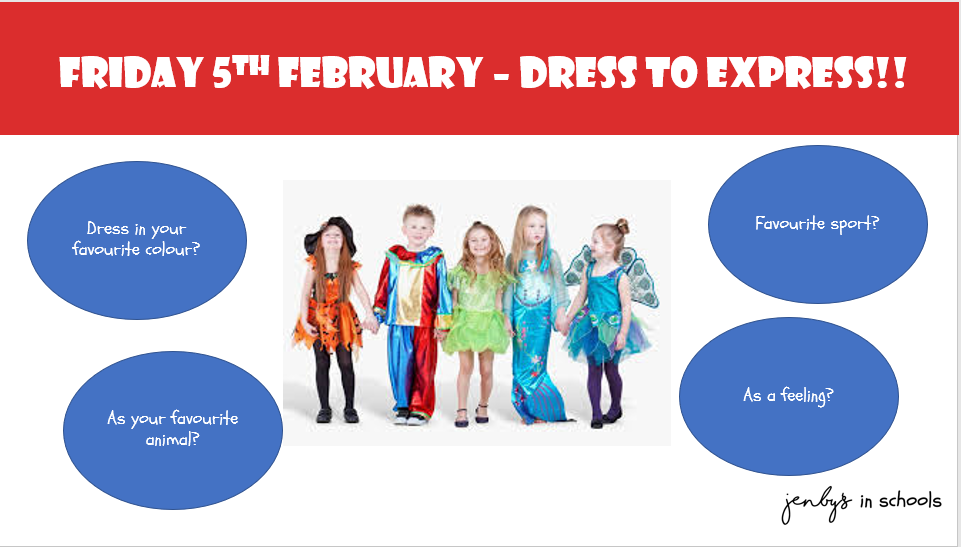 FRIDAY 5TH FEBRUARY – DRESS TO EXPRESS!!
Dress in your
favourite colour?
Favourite sport?
As your favourite
animal?
As a feeling?
jenbys in schools